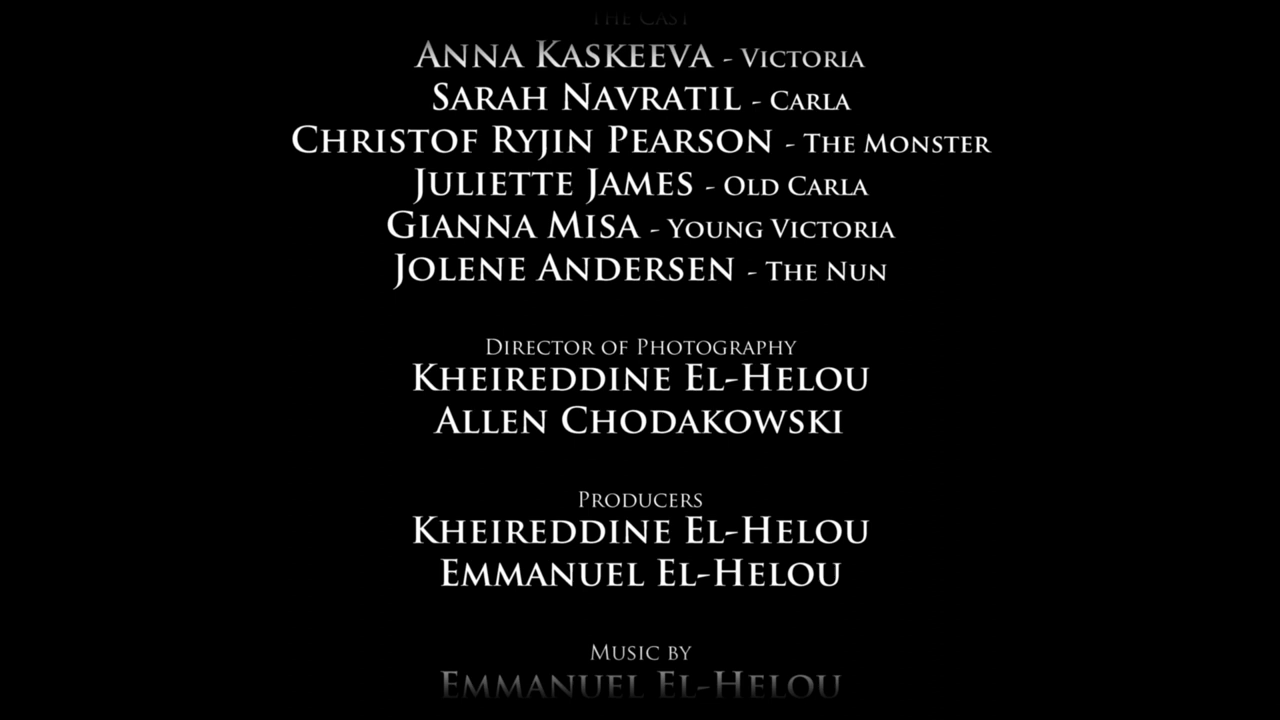 The Cast
Anna Kaskeeva - Victoria
Sarah Navratil - Carla
Christof Ryjin Pearson - The Monster
Juliette James - Old Carla
Gianna Misa - Young Victoria
Jolene Andersen - The Nun
Director of Photography
Kheireddine El-Helou
Allen Chodakowski
Producers
Kheireddine El-Helou
Emmanuel El-Helou
Music by
Emmanuel El-Helou